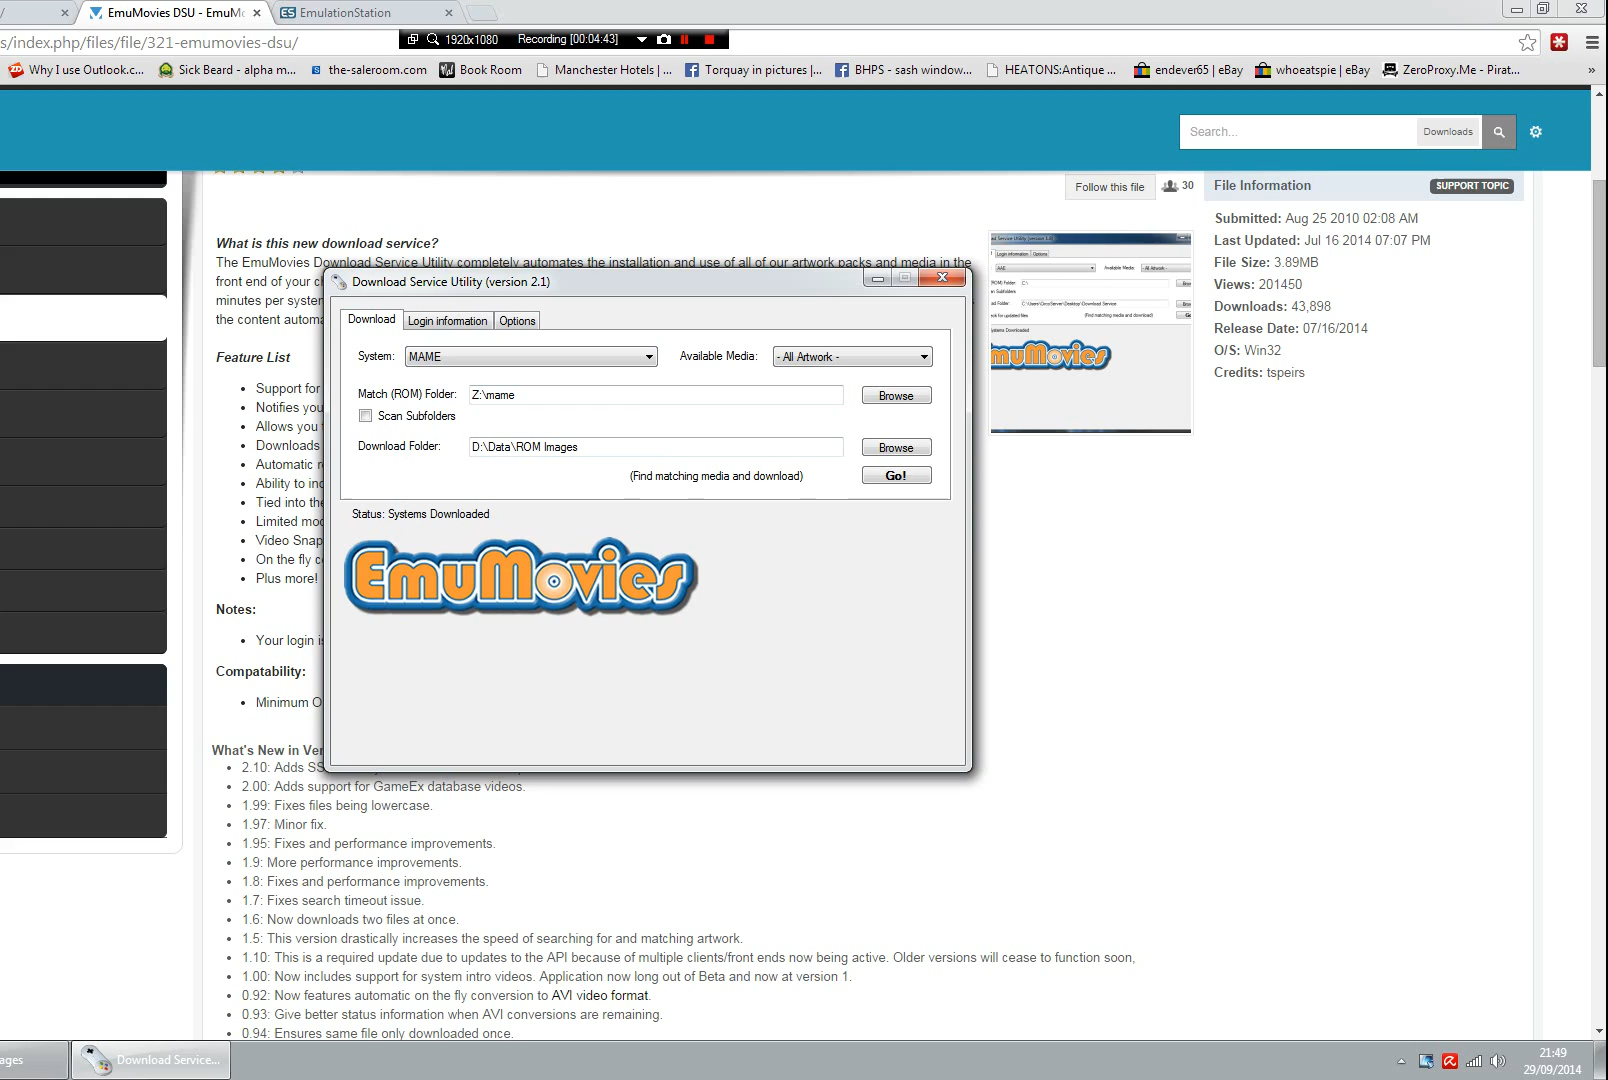 EmuMovies DSU - EmuMo
EmulationStation
s/index.php/files/file/321-emumovies-dsu/
1920x1080 Recording [00:04:43]
Why I use Outlook.c... Sick Beard - alpha m... the-saleroom.com Book Room Manchester Hotels | ... Torquay in pictures |... BHPS - sash window... HEATONS:Antique ... endever65 | eBay whoeatspie | eBay ZeroProxy.Me - Pirat... »
Search... Downloads
Follow this file 30
File Information SUPPORT TOPIC
Submitted: Aug 25 2010 02:08 AM
Last Updated: Jul 16 2014 07:07 PM
File Size: 3.89MB
Views: 201450
Downloads: 43,898
Release Date: 07/16/2014
O/S: Win32
Credits: tspeirs
What is this new download service?
The EmuMovies Download Service Utility completely automates the installation and use of all of our artwork packs and media in the
front end of your c
minutes per system
the content automa
Feature List
Support for
Notifies you
Allows you
Downloads
Automatic r
Ability to in
Tied into the
Limited mod
Video Snap
On the fly c
Plus more!
Notes:
Your login is
Compatability:
Minimum O
Download Service Utility (version 2.1)
Download Login information Options
System: MAME Available Media: - All Artwork -
Match (ROM) Folder: Z:\mame Browse
Scan Subfolders
Download Folder: D:\Data\ROM Images Browse
(Find matching media and download) Go!
Status: Systems Downloaded
EmuMovies
What's New in Ver
2.10: Adds SS
2.00: Adds support for GameEx database videos.
1.99: Fixes files being lowercase.
1.97: Minor fix.
1.95: Fixes and performance improvements.
1.9: More performance improvements.
1.8: Fixes and performance improvements.
1.7: Fixes search timeout issue.
1.6: Now downloads two files at once.
1.5: This version drastically increases the speed of searching for and matching artwork.
1.10: This is a required update due to updates to the API because of multiple clients/front ends now being active. Older versions will cease to function soon,
1.00: Now includes support for system intro videos. Application now long out of Beta and now at version 1.
0.92: Now features automatic on the fly conversion to AVI video format.
0.93: Give better status information when AVI conversions are remaining.
0.94: Ensures same file only downloaded once.
ages
Download Service...
21:49
29/09/2014